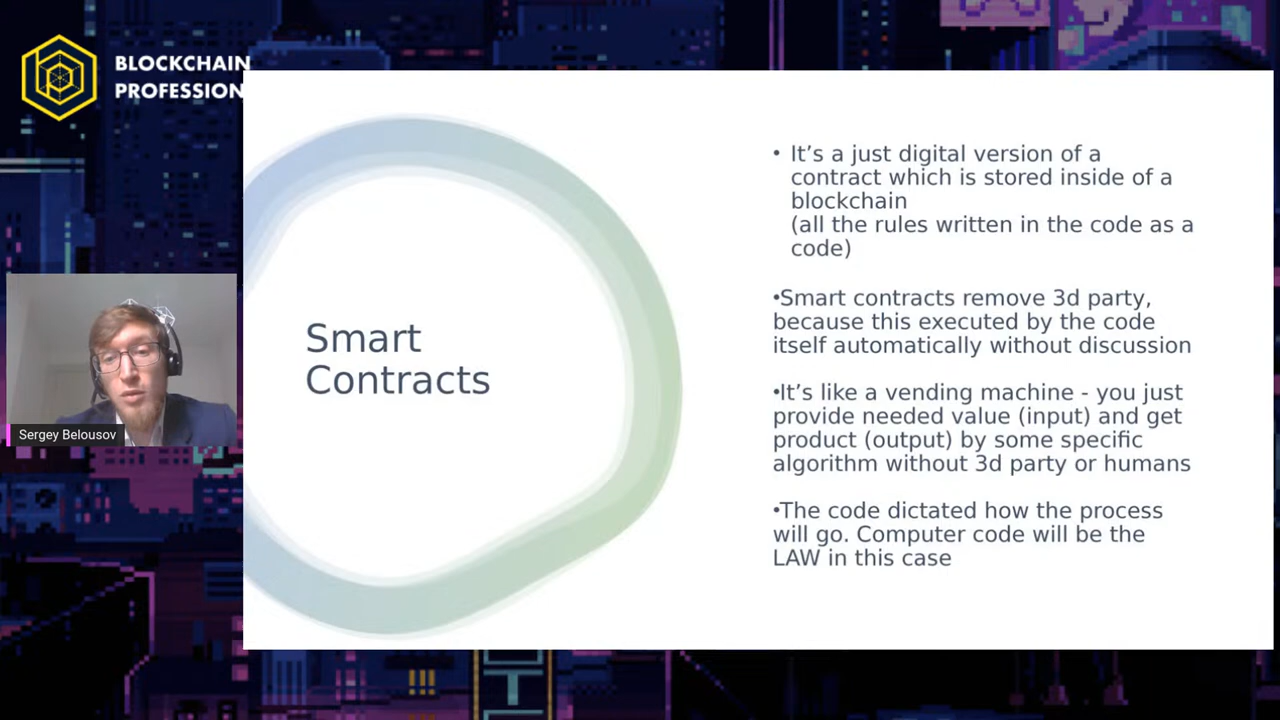 BLOCKCHAIN
PROFESSION
Smart
Contracts
• It’s a just digital version of a
contract which is stored inside of a
blockchain
(all the rules written in the code as a
code)
•Smart contracts remove 3d party,
because this executed by the code
itself automatically without discussion
•It’s like a vending machine - you just
provide needed value (input) and get
product (output) by some specific
algorithm without 3d party or humans
•The code dictated how the process
will go. Computer code will be the
LAW in this case
Sergey Belousov